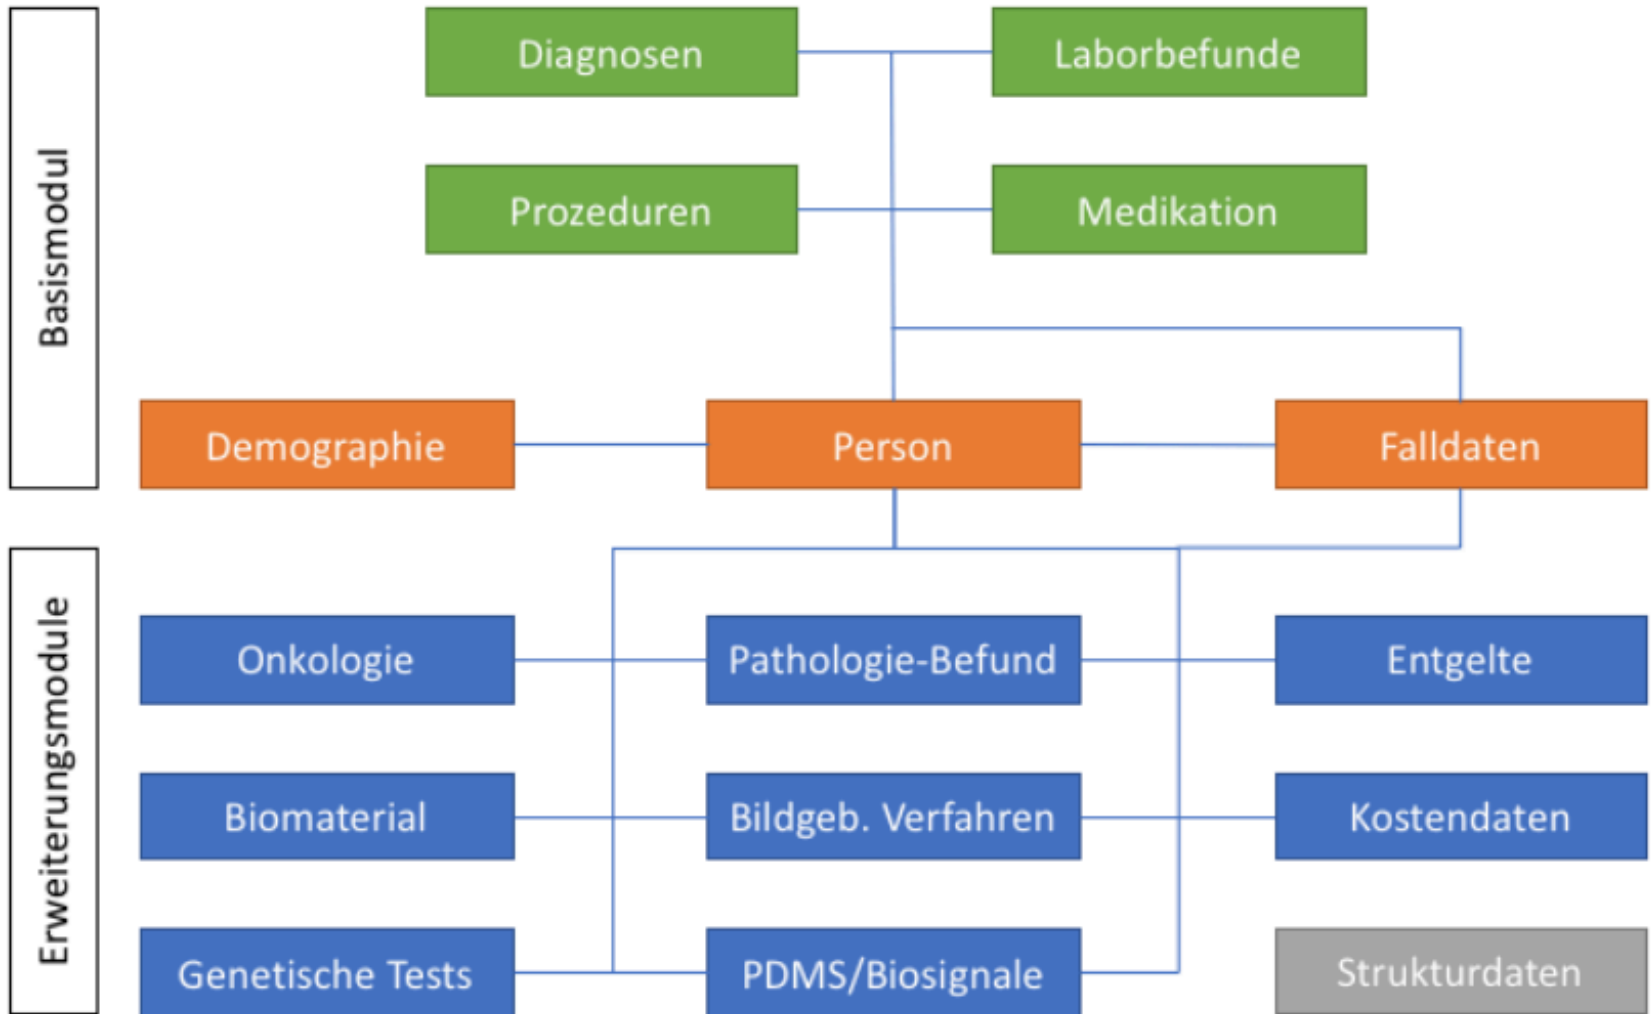 Basismodul
Diagnosen
Laborbefunde
Prozeduren
Medikation
Demographie
Person
Falldaten
Erweiterungsmodule
Onkologie
Pathologie-Befund
Entgelte
Biomaterial
Bildgeb. Verfahren
Kostendaten
Genetische Tests
PDMS/Biosignale
Strukturdaten